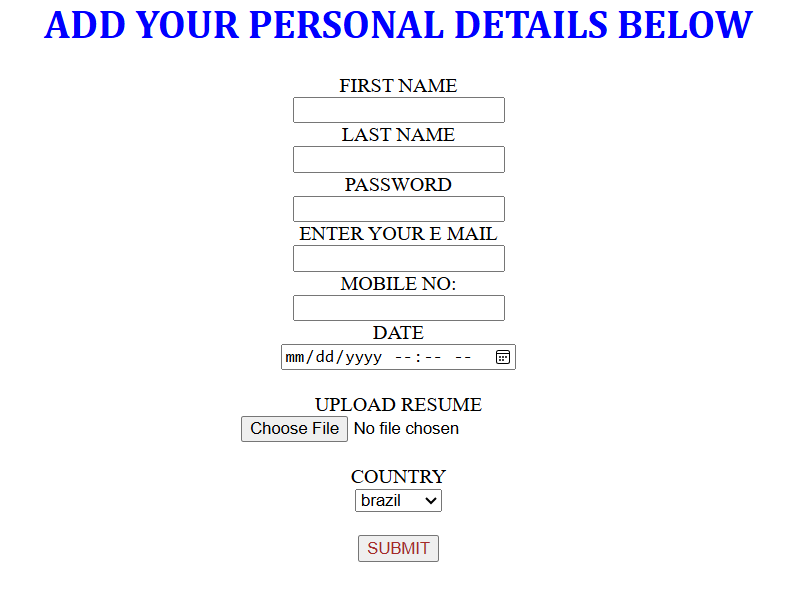 ADD YOUR PERSONAL DETAILS BELOW
FIRST NAME
LAST NAME
PASSWORD
ENTER YOUR E MAIL
MOBILE NO:
DATE
mm/dd/yyyy --:-- --
UPLOAD RESUME
Choose File No file chosen
COUNTRY
brazil
SUBMIT